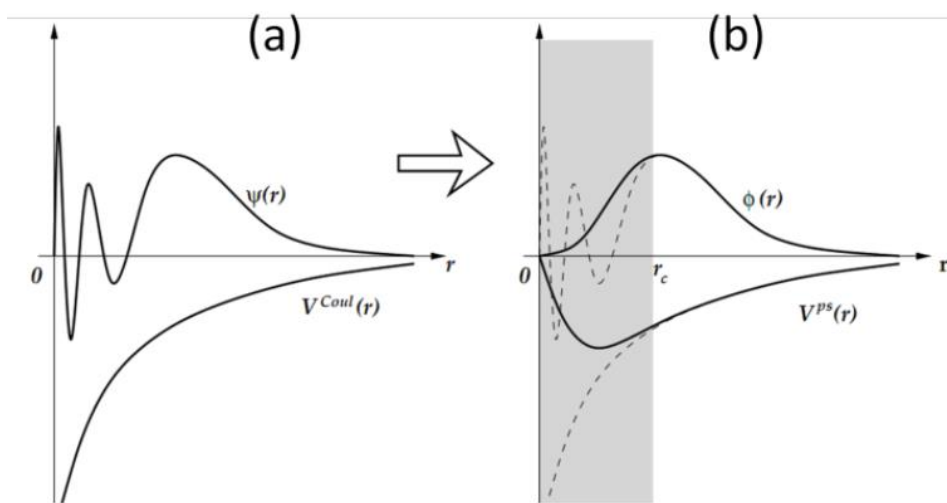 (a)
(b)
ψ(r)
ϕ(r)
0
r
0
r_c
r
V^{Coul}(r)
V^{ps}(r)